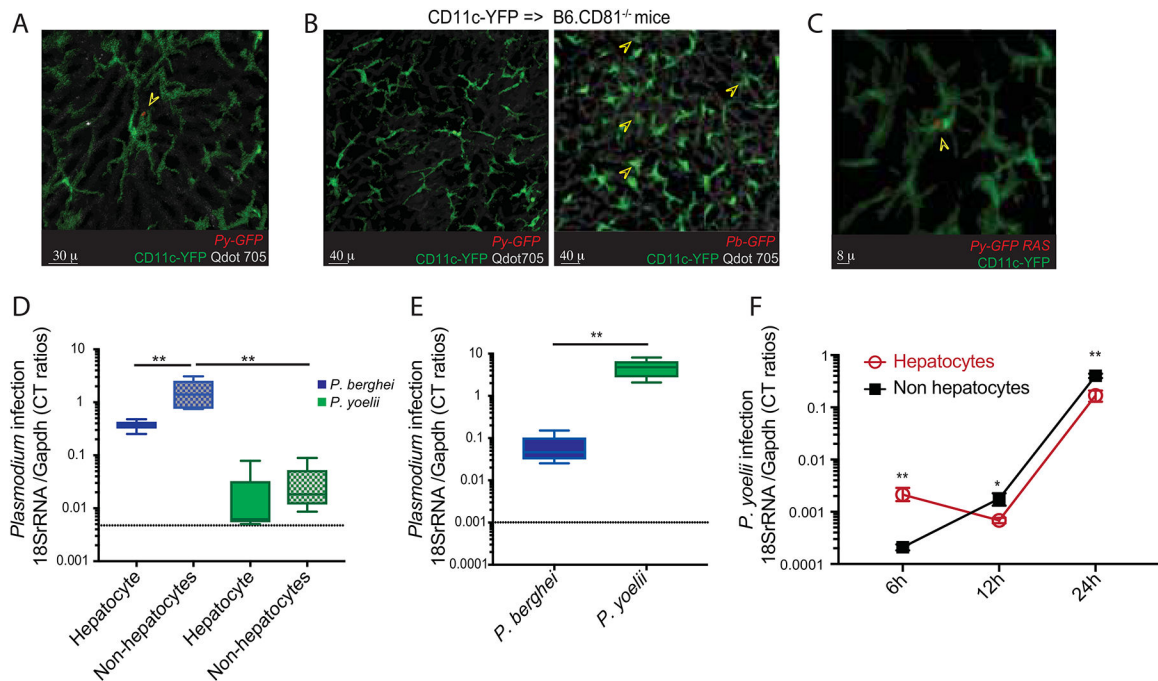 CD11c-YFP => B6.CD81-/- mice
A
B
C
Py-GFP
30 μ
CD11c-YFP Qdot 705
Py-GFP
40 μ
CD11c-YFP Qdot705
Pb-GFP
40 μ
CD11c-YFP Qdot 705
Py-GFP RAS
8 μ
CD11c-YFP
D
Plasmodium infection
18SrRNA /Gapdh (CT ratios)
10
1
0.1
0.01
0.001
**
**
P. berghei
P. yoelii
Hepatocyte
Non-hepatocytes
Hepatocyte
Non-hepatocytes
E
Plasmodium infection
18SrRNA /Gapdh (CT ratios)
100
10
1
0.1
0.01
0.001
0.0001
**
P. berghei
P. yoelii
F
P. yoelii infection
18SrRNA /Gapdh (CT ratios)
1
0.1
0.01
0.001
0.0001
Hepatocytes
Non hepatocytes
**
*
**
6h
12h
24h